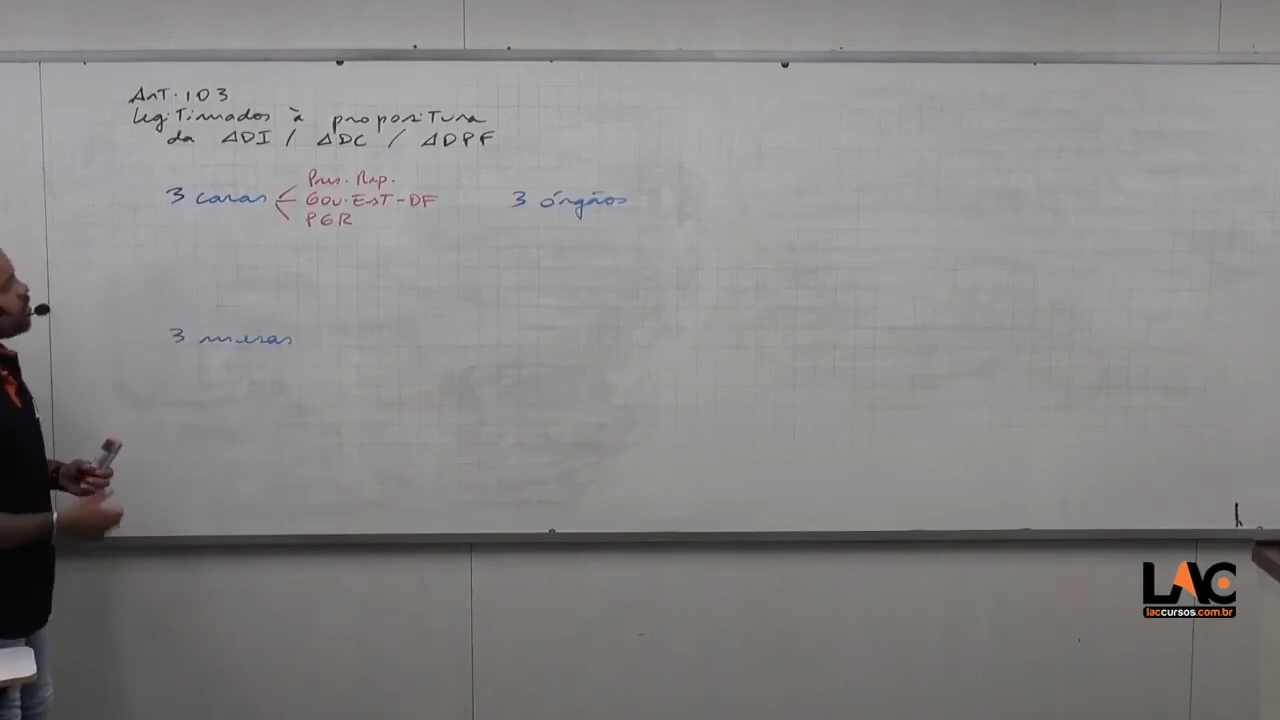 Art. 103
Legitimados à propositura
da ADI / ADC / ADPF
3 caras
Pres. Rep.
Gov. Est-DF
PGR
3 órgãos
3 mesas
LAC
laccursos.com.br